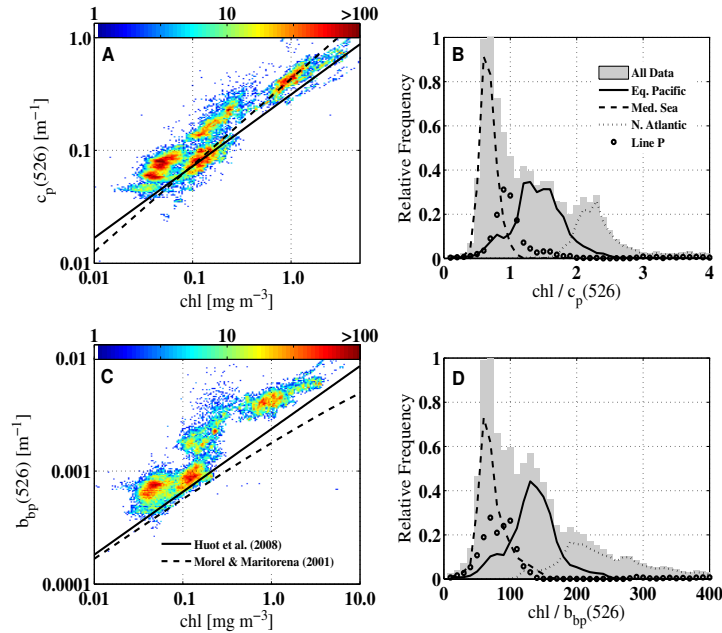 1 10 >100
1.0
0.10
0.01
c_p(526) [m⁻¹]
A
0.01 0.1 1.0
chl [mg m⁻³]
B
All Data
Eq. Pacific
Med. Sea
N. Atlantic
Line P
1
0.8
0.6
0.4
0.2
0
Relative Frequency
0 1 2 3 4
chl / c_p(526)
1 10 >100
0.01
0.001
0.0001
b_bp(526) [m⁻¹]
C
Huot et al. (2008)
Morel & Maritorena (2001)
0.01 0.1 1.0 10.0
chl [mg m⁻³]
D
1
0.8
0.6
0.4
0.2
0
Relative Frequency
0 100 200 300 400
chl / b_bp(526)